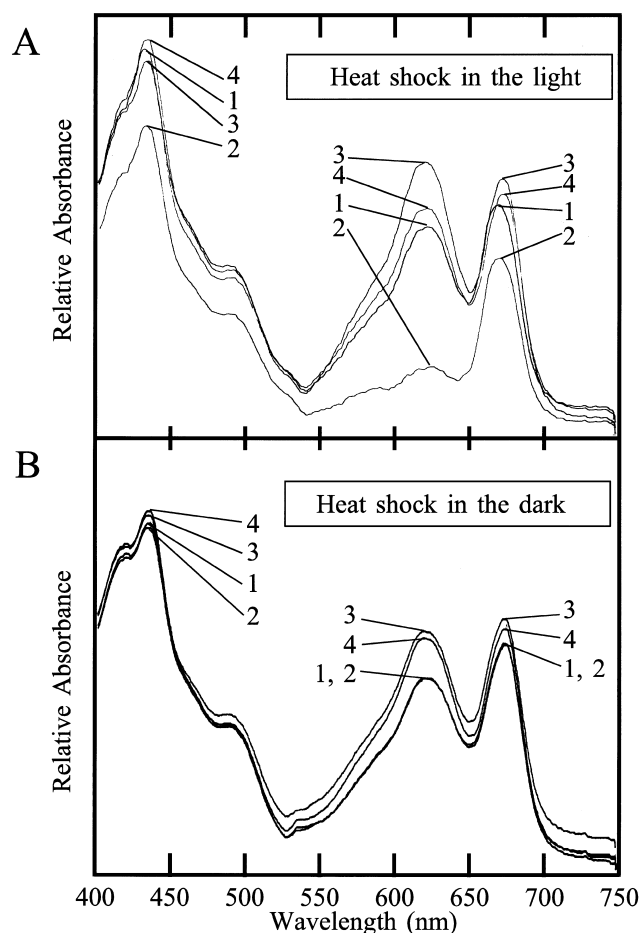 A
Heat shock in the light
Relative Absorbance
4
1
3
2
3
4
1
2
3
4
1
2
B
Heat shock in the dark
Relative Absorbance
4
3
1
2
3
4
1, 2
3
4
1, 2
400 450 500 550 600 650 700 750
Wavelength (nm)